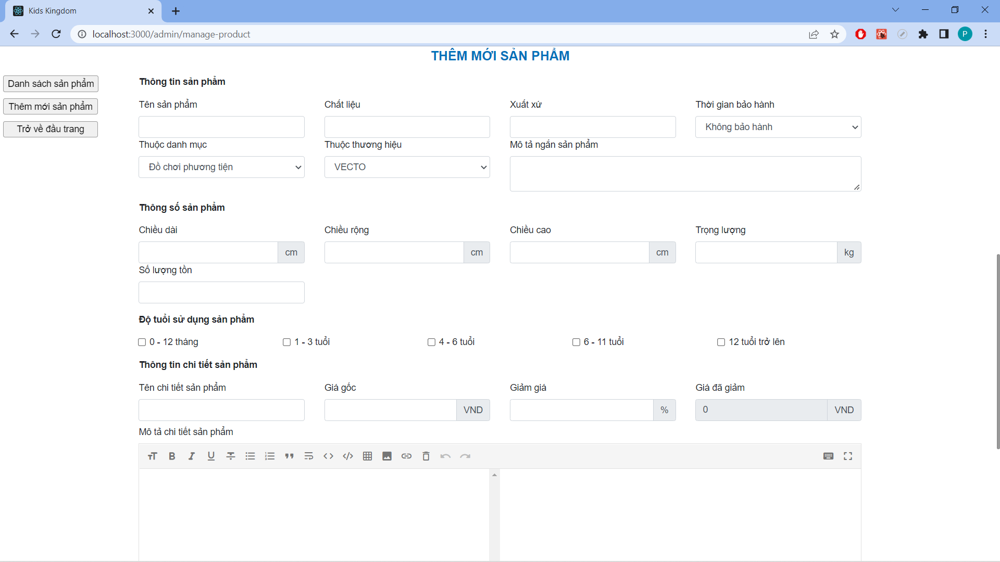 Kids Kingdom
localhost:3000/admin/manage-product
P
THÊM MỚI SẢN PHẨM
Danh sách sản phẩm
Thêm mới sản phẩm
Trở về đầu trang
Thông tin sản phẩm
Tên sản phẩm Chất liệu Xuất xứ Thời gian bảo hành
Không bảo hành
Thuộc danh mục Thuộc thương hiệu Mô tả ngắn sản phẩm
Đồ chơi phương tiện VECTO
Thông số sản phẩm
Chiều dài Chiều rộng Chiều cao Trọng lượng
cm cm cm kg
Số lượng tồn
Độ tuổi sử dụng sản phẩm
0 - 12 tháng 1 - 3 tuổi 4 - 6 tuổi 6 - 11 tuổi 12 tuổi trở lên
Thông tin chi tiết sản phẩm
Tên chi tiết sản phẩm Giá gốc Giảm giá Giá đã giảm
VND % 0 VND
Mô tả chi tiết sản phẩm